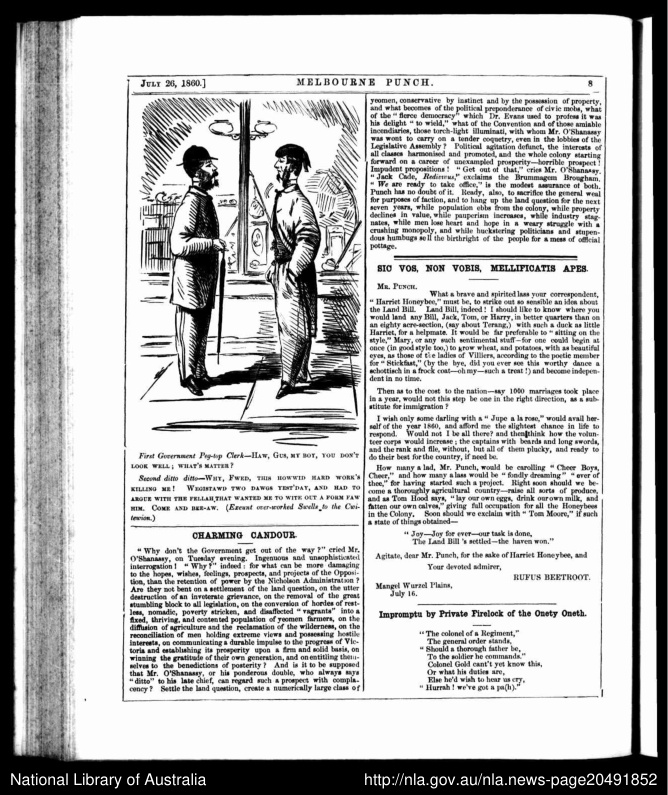 JULY 26, 1860.]
MELBOURNE PUNCH.
8
First Government Peg-top Clerk—HAW, GUS, MY BOY, YOU DON'T
LOOK WELL; WHAT'S MATTER?
Second ditto ditto—WHY, FWED, THIS HOWWID HARD WORK'S
KILLING ME! WEGISTAWD TWO DAWGS YEST'DAY, AND HAD TO
ARGUE WITH THE FELLAH THAT WANTED ME TO WITE OUT A FORM FAW
HIM. COME AND BEE-AW. (Exeunt over-worked Swells to the Cwi-
tewion.)
CHARMING CANDOUR.
"Why don't the Government get out of the way?" cried Mr.
O'Shanassy, on Tuesday evening. Ingenuous and unsophisticated
interrogation! "Why?" indeed: for what can be more damaging
to the hopes, wishes, feelings, prospects, and projects of the Opposi-
tion, than the retention of power by the Nicholson Administration?
Are they not bent on a settlement of the land question, on the utter
destruction of an inveterate grievance, on the removal of the great
stumbling block to all legislation, on the conversion of hordes of rest-
less, nomadic, poverty stricken, and disaffected "vagrants" into a
fixed, thriving, and contented population of yeomen farmers, on the
diffusion of agriculture and the reclamation of the wilderness, on the
reconciliation of men holding extreme views and possessing hostile
interests, on communicating a durable impulse to the progress of Vic-
toria and establishing its prosperity upon a firm and solid basis, on
winning the gratitude of their own generation, and on entitling them-
selves to the benedictions of posterity? And is it to be supposed
that Mr. O'Shanassy, or his ponderous double, who always says
"ditto" to his late chief, can regard such a prospect with compla-
cency? Settle the land question, create a numerically large class of
yeomen, conservative by instinct and by the possession of property,
and what becomes of the political preponderance of civic mobs, what
of the "fierce democracy" which Dr. Evans used to profess it was
his delight "to wield," what of the Convention and of those amiable
incendiaries, those torch-light illuminati, with whom Mr. O'Shanassy
was wont to carry on a tender coquetry, even in the lobbies of the
Legislative Assembly? Political agitation defunct, the interests of
all classes harmonised and promoted, and the whole colony starting
forward on a career of unexampled prosperity—horrible prospect!
Impudent propositions! "Get out of that," cries Mr. O'Shanassy.
"Jack Cade, Redivivus," exclaims the Brummagem Brougham.
"We are ready to take office," is the modest assurance of both.
Punch has no doubt of it. Ready, also, to sacrifice the general weal
for purposes of faction, and to hang up the land question for the next
seven years, while population ebbs from the colony, while property
declines in value, while pauperism increases, while industry stag-
nates, while men lose heart and hope in a weary struggle with a
crushing monopoly, and while huckstering politicians and stupen-
dous humbugs sell the birthright of the people for a mess of official
pottage.
SIC VOS, NON VOBIS, MELLIFICATIS APES.
MR. PUNCH.
What a brave and spirited lass your correspondent,
"Harriet Honeybee," must be, to strike out so sensible an idea about
the Land Bill. Land Bill, indeed! I should like to know where you
would land any Bill, Jack, Tom, or Harry, in better quarters than on
an eighty acre-section, (say about Terang,) with such a duck as little
Harriet, for a helpmate. It would be far preferable to "sitting on the
style," Mary, or any such sentimental stuff—for one could begin at
once (in good style too,) to grow wheat, and potatoes, with as beautiful
eyes, as those of the ladies of Villiers, according to the poetic member
for "Stickfast," (by the bye, did you ever see this worthy dance a
schottisch in a frock coat—oh my—such a treat!) and become indepen-
dent in no time.
Then as to the cost to the nation—say 1000 marriages took place
in a year, would not this step be one in the right direction, as a sub-
stitute for immigration?
I wish only some darling with a "Jupe a la rose," would avail her-
self of the year 1860, and afford me the slightest chance in life to
respond. Would not I be all there? and then think how the volun-
teer corps would increase; the captains with beards and long swords,
and the rank and file, without, but all of them plucky, and ready to
do their best for the country, if need be.
How many a lad, Mr. Punch, would be carolling "Cheer Boys,
Cheer," and how many a lass would be "fondly dreaming" "ever of
thee," for having started such a project. Right soon should we be-
come a thoroughly agricultural country—raise all sorts of produce,
and as Tom Hood says, "lay our own eggs, drink our own milk, and
fatten our own calves," giving full occupation for all the Honeybees
in the Colony, Soon should we exclaim with "Tom Moore," if such
a state of things obtained—
"Joy—Joy for ever—our task is done,
The Land Bill's settled—the haven won."
Agitate, dear Mr. Punch, for the sake of Harriet Honeybee, and
Your devoted admirer,
RUFUS BEETROOT.
Mangel Wurzel Plains,
July 16.
Impromptu by Private Firelock of the Onety Oneth.
"The colonel of a Regiment,"
The general order stands,
"Should a thorough father be,
To the soldier he commands."
Colonel Gold cant't yet know this,
Or what his duties are,
Else he'd wish to hear us cry,
"Hurrah! we've got a pa(h)."
National Library of Australia
http://nla.gov.au/nla.news-page20491852